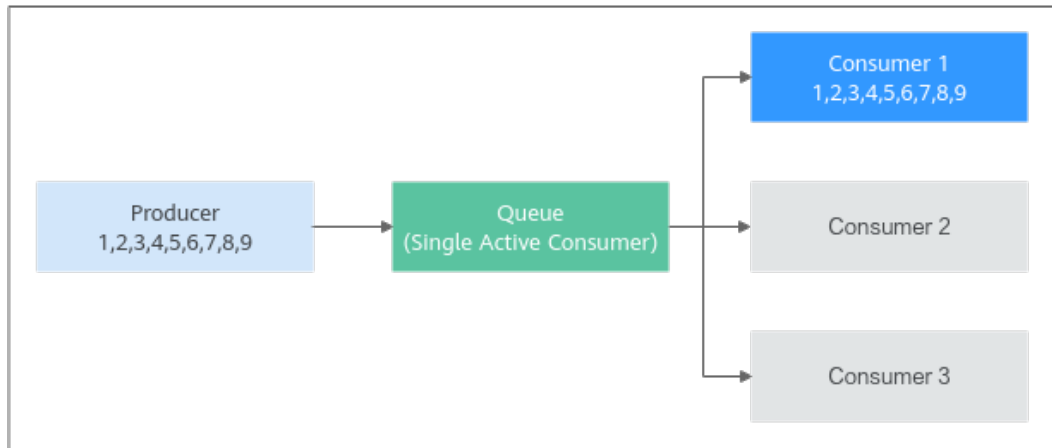 Consumer 1
1,2,3,4,5,6,7,8,9
Producer
1,2,3,4,5,6,7,8,9
Queue
(Single Active Consumer)
Consumer 2
Consumer 3